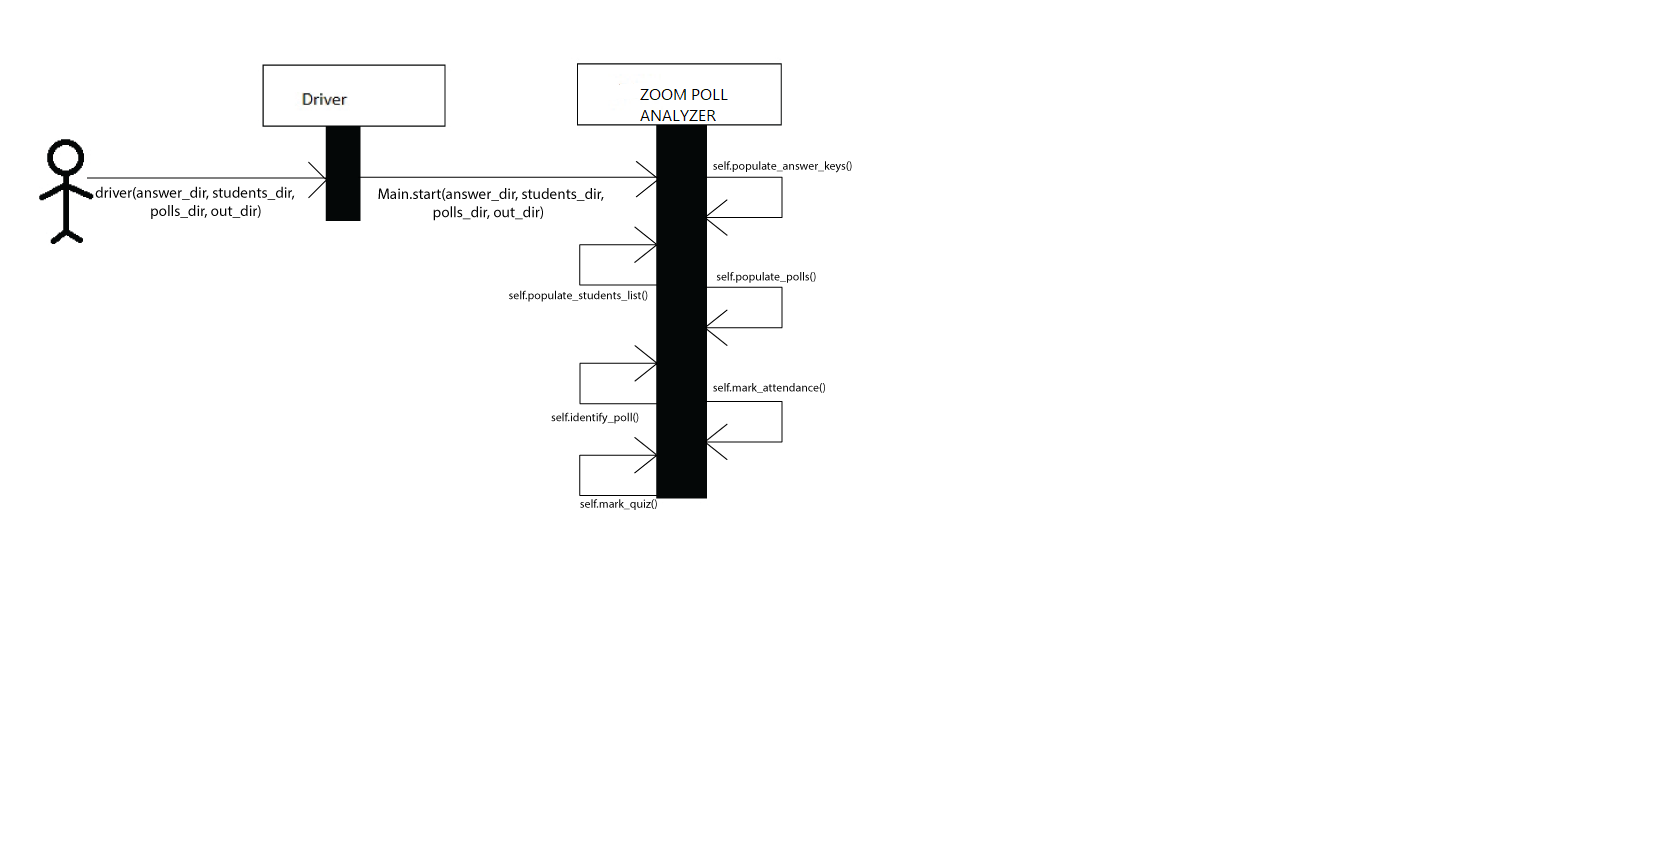 Driver
ZOOM POLL
ANALYZER
driver(answer_dir, students_dir,
polls_dir, out_dir)
Main.start(answer_dir, students_dir,
polls_dir, out_dir)
self.populate_answer_keys()
self.populate_students_list()
self.populate_polls()
self.identify_poll()
self.mark_attendance()
self.mark_quiz()